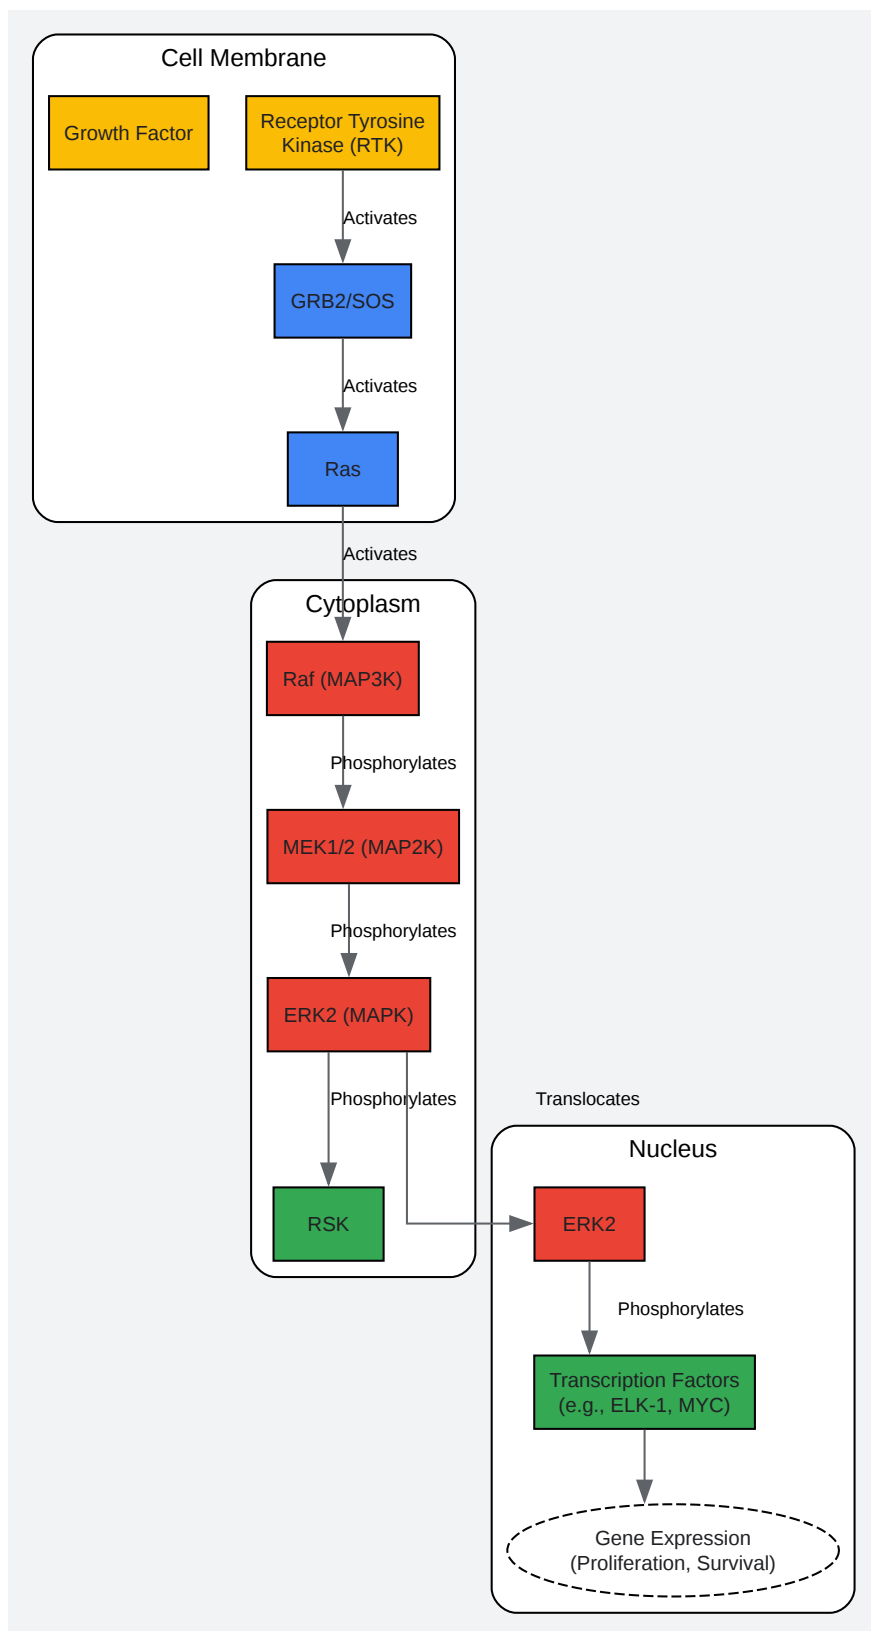 Cell Membrane
Growth Factor
Receptor Tyrosine
Kinase (RTK)
Activates
GRB2/SOS
Activates
Ras
Activates
Cytoplasm
Raf (MAP3K)
Phosphorylates
MEK1/2 (MAP2K)
Phosphorylates
ERK2 (MAPK)
Phosphorylates
Translocates
Nucleus
RSK
ERK2
Phosphorylates
Transcription Factors
(e.g., ELK-1, MYC)
Gene Expression
(Proliferation, Survival)